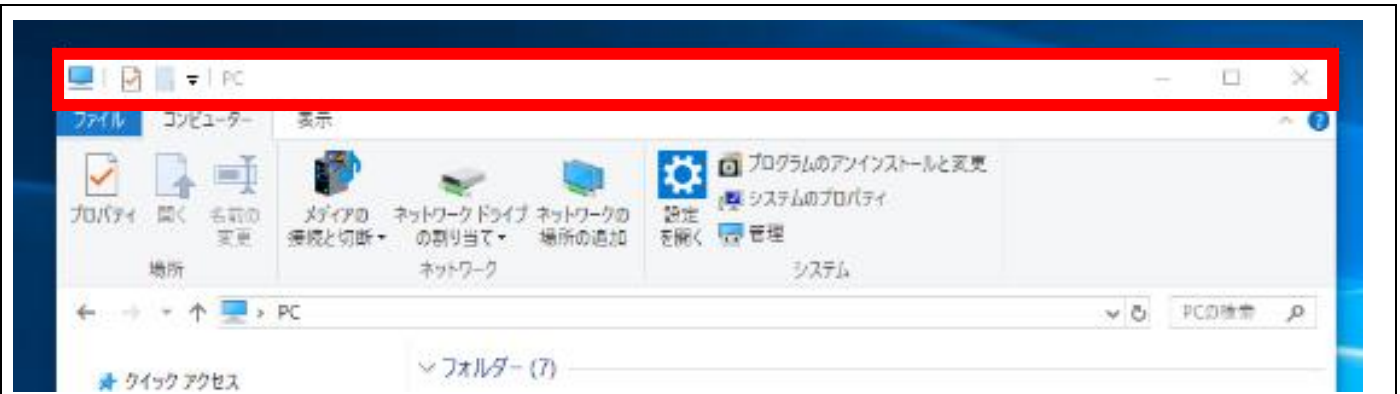 PC
ファイル コンピューター 表示
プロパティ 開く 名前の変更 メディアの接続と切断 ネットワーク ドライブの割り当て ネットワークの場所の追加 設定を開く プログラムのアンインストールと変更
システムのプロパティ
管理
場所 ネットワーク システム
PC PCの検索
クイック アクセス フォルダー (7)